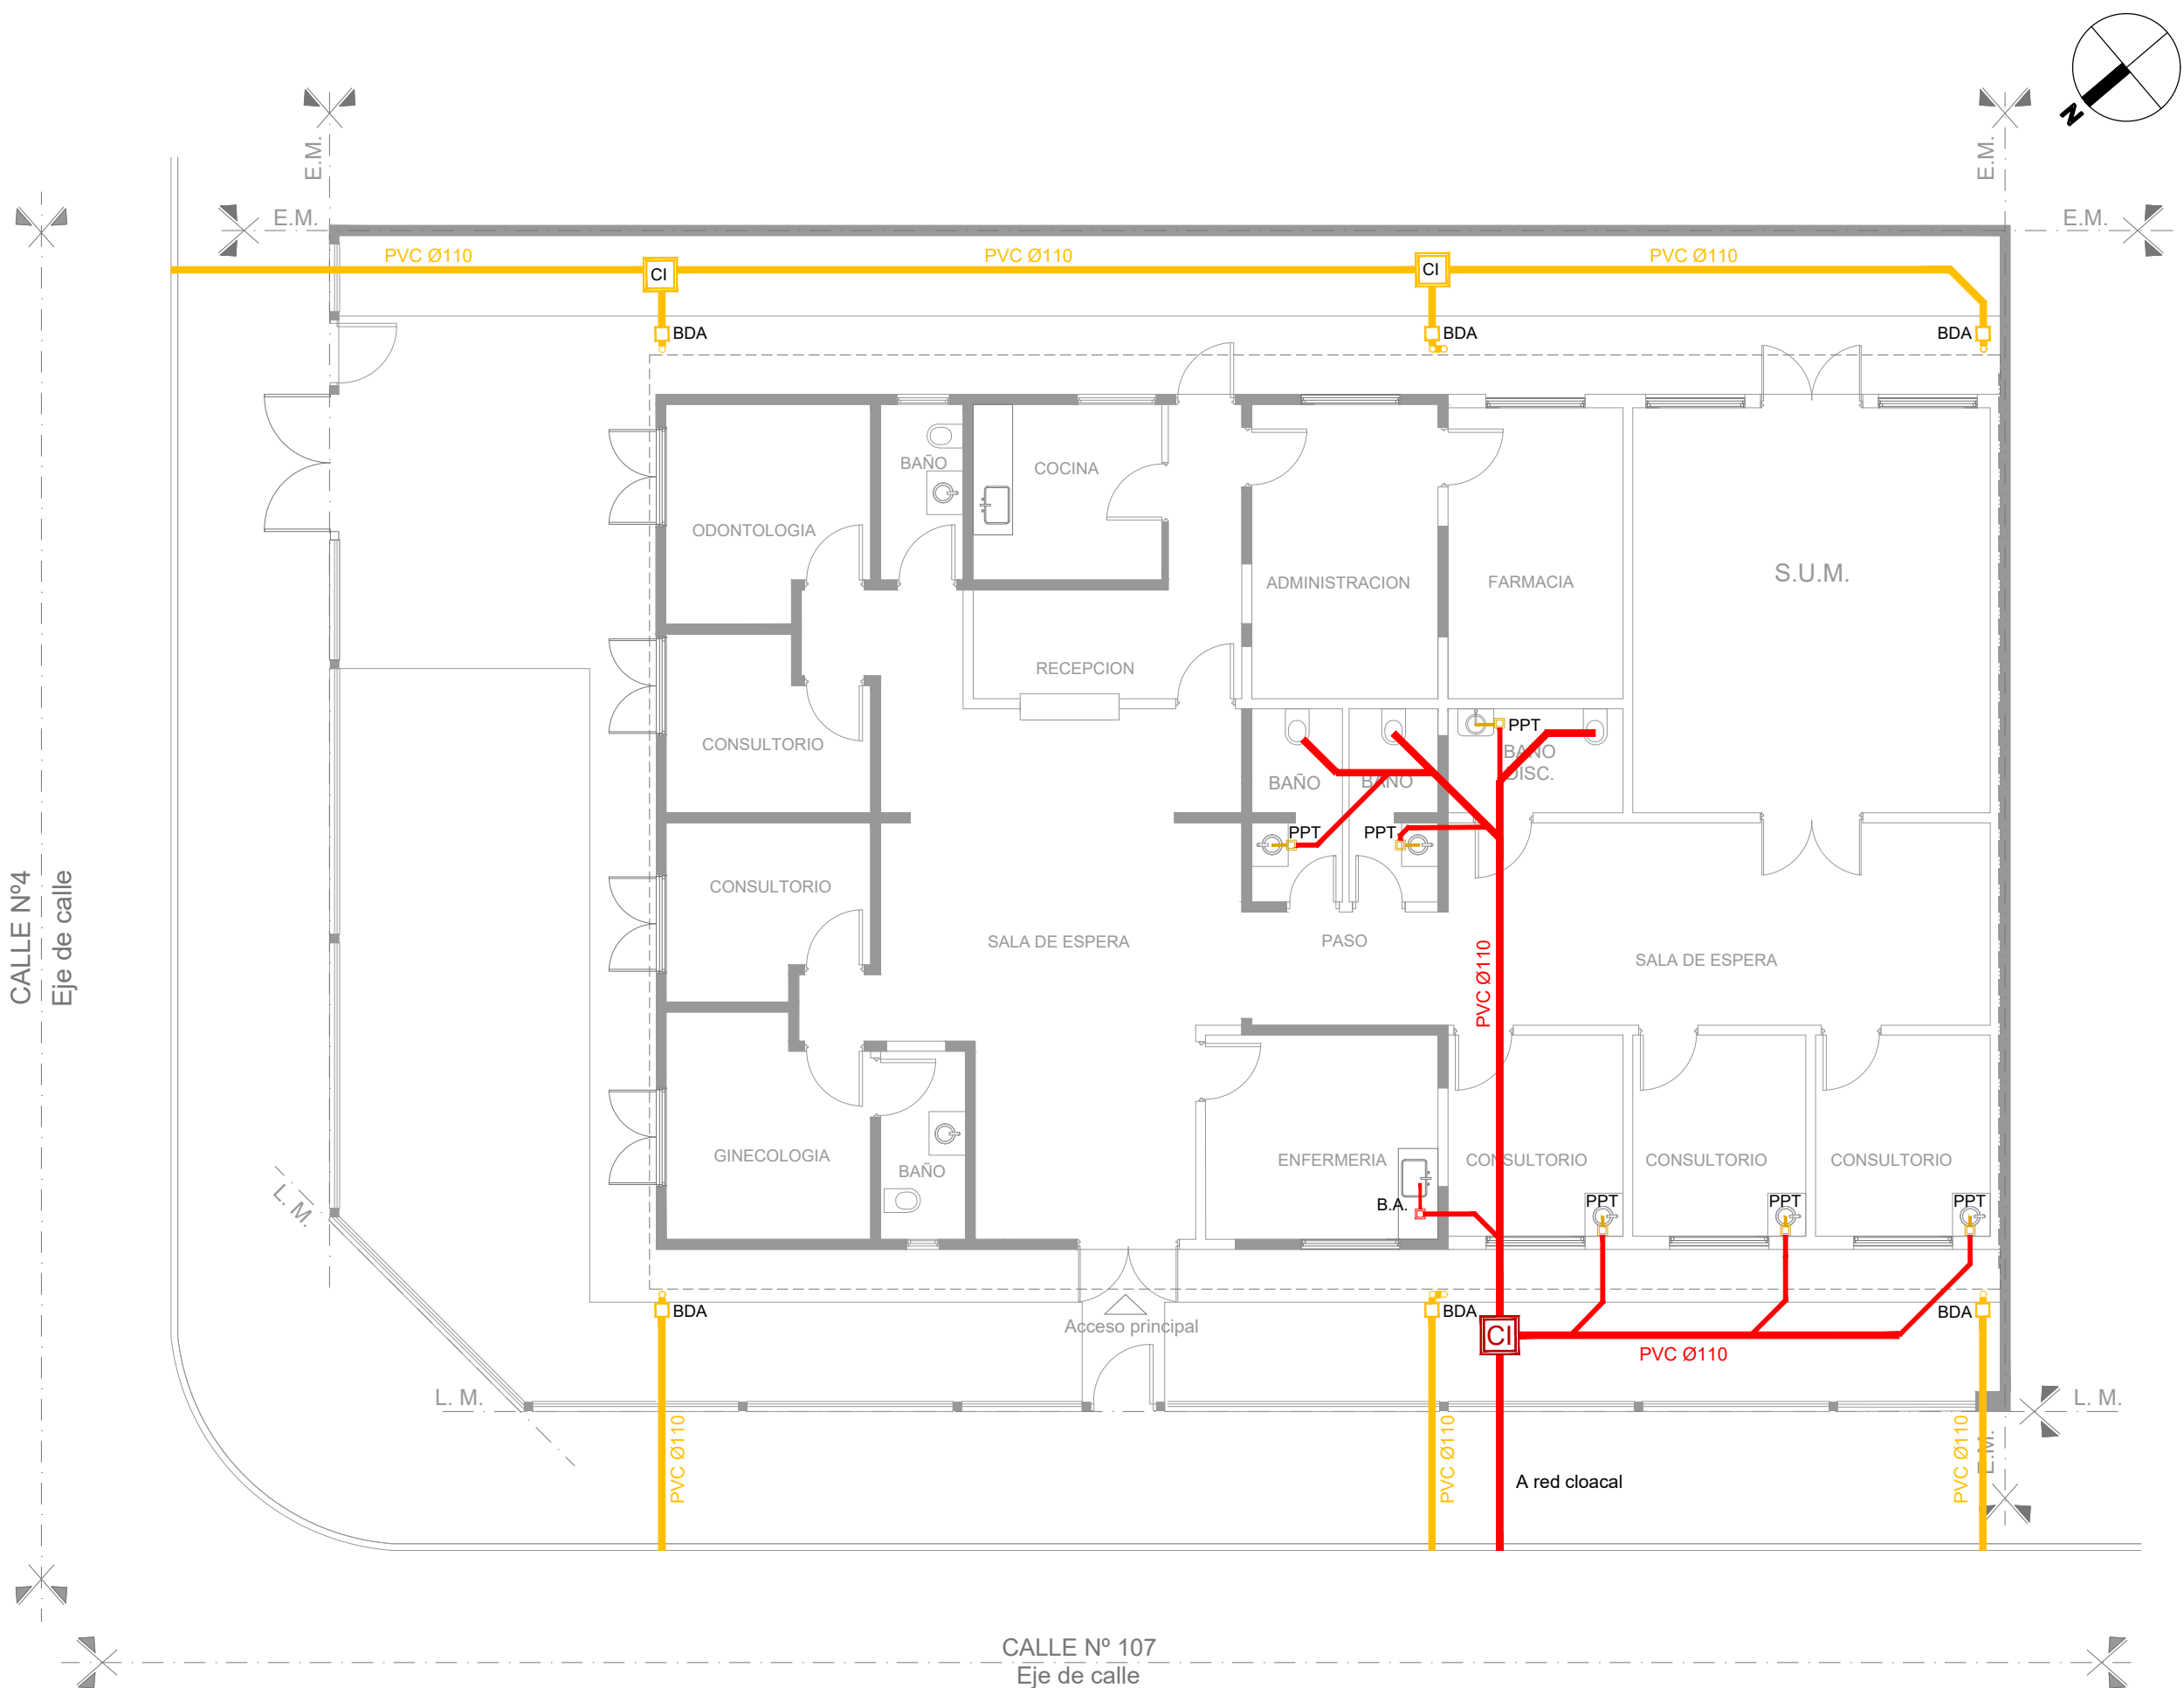 N
E.M.
E.M.
E.M.
E.M.
PVC Ø110
PVC Ø110
PVC Ø110
CI
CI
BDA
BDA
BDA
BAÑO
COCINA
ODONTOLOGIA
ADMINISTRACION
FARMACIA
S.U.M.
RECEPCION
CONSULTORIO
PPT
BAÑO
DISC.
BAÑO
BAÑO
PPT
PPT
CONSULTORIO
CALLE Nº4
Eje de calle
SALA DE ESPERA
PASO
PVC Ø110
SALA DE ESPERA
GINECOLOGIA
BAÑO
ENFERMERIA
CONSULTORIO
CONSULTORIO
CONSULTORIO
B.A.
PPT
PPT
PPT
L. M.
BDA
BDA
BDA
Acceso principal
CI
PVC Ø110
L. M.
L. M.
PVC Ø110
PVC Ø110
PVC Ø110
E.M.
A red cloacal
CALLE Nº 107
Eje de calle